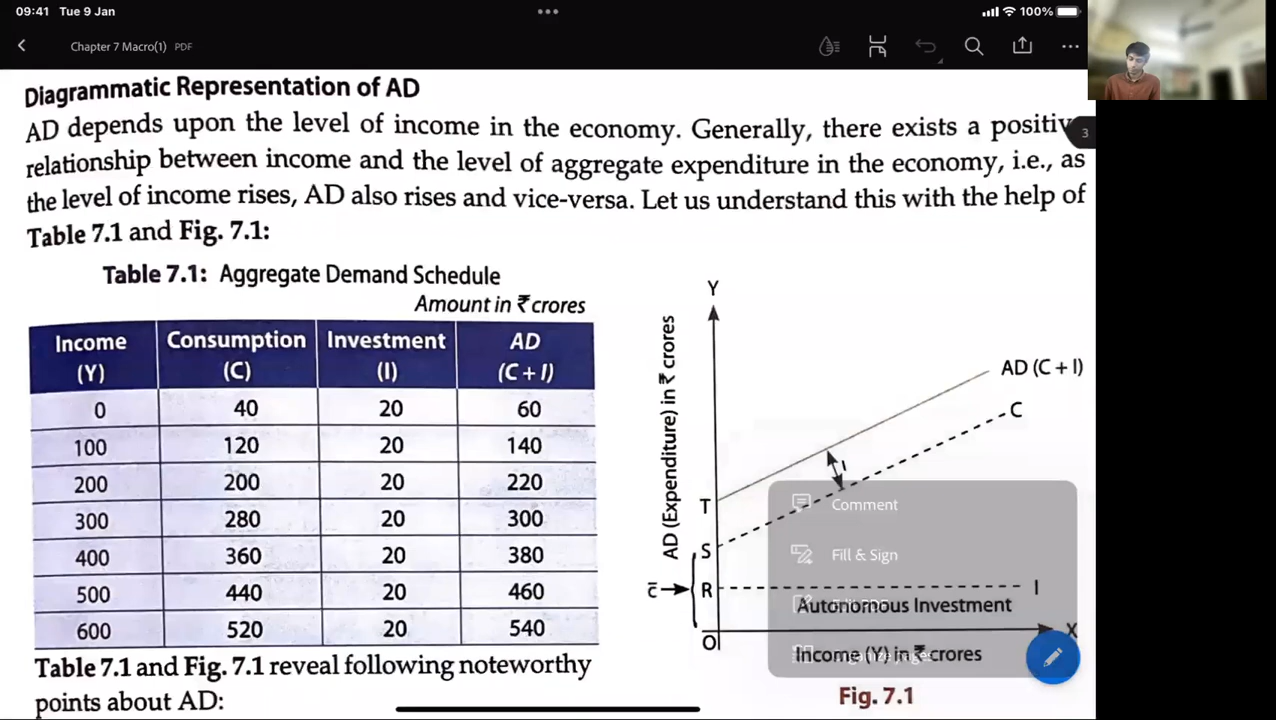 09:41 Tue 9 Jan
100%
Chapter 7 Macro(1) PDF
3
Diagrammatic Representation of AD
AD depends upon the level of income in the economy. Generally, there exists a positiv
relationship between income and the level of aggregate expenditure in the economy, i.e., as
the level of income rises, AD also rises and vice-versa. Let us understand this with the help of
Table 7.1 and Fig. 7.1:
Table 7.1: Aggregate Demand Schedule
Amount in ₹ crores
Income (Y) Consumption (C) Investment (I) AD (C + I)
0 40 20 60
100 120 20 140
200 200 20 220
300 280 20 300
400 360 20 380
500 440 20 460
600 520 20 540
Table 7.1 and Fig. 7.1 reveal following noteworthy
points about AD:
Y
AD (Expenditure) in ₹ crores
AD (C + I)
C
I
T
S
c̄
R
I
Autonomous Investment
O
X
Income (Y) in ₹ crores
Fig. 7.1
Comment
Fill & Sign